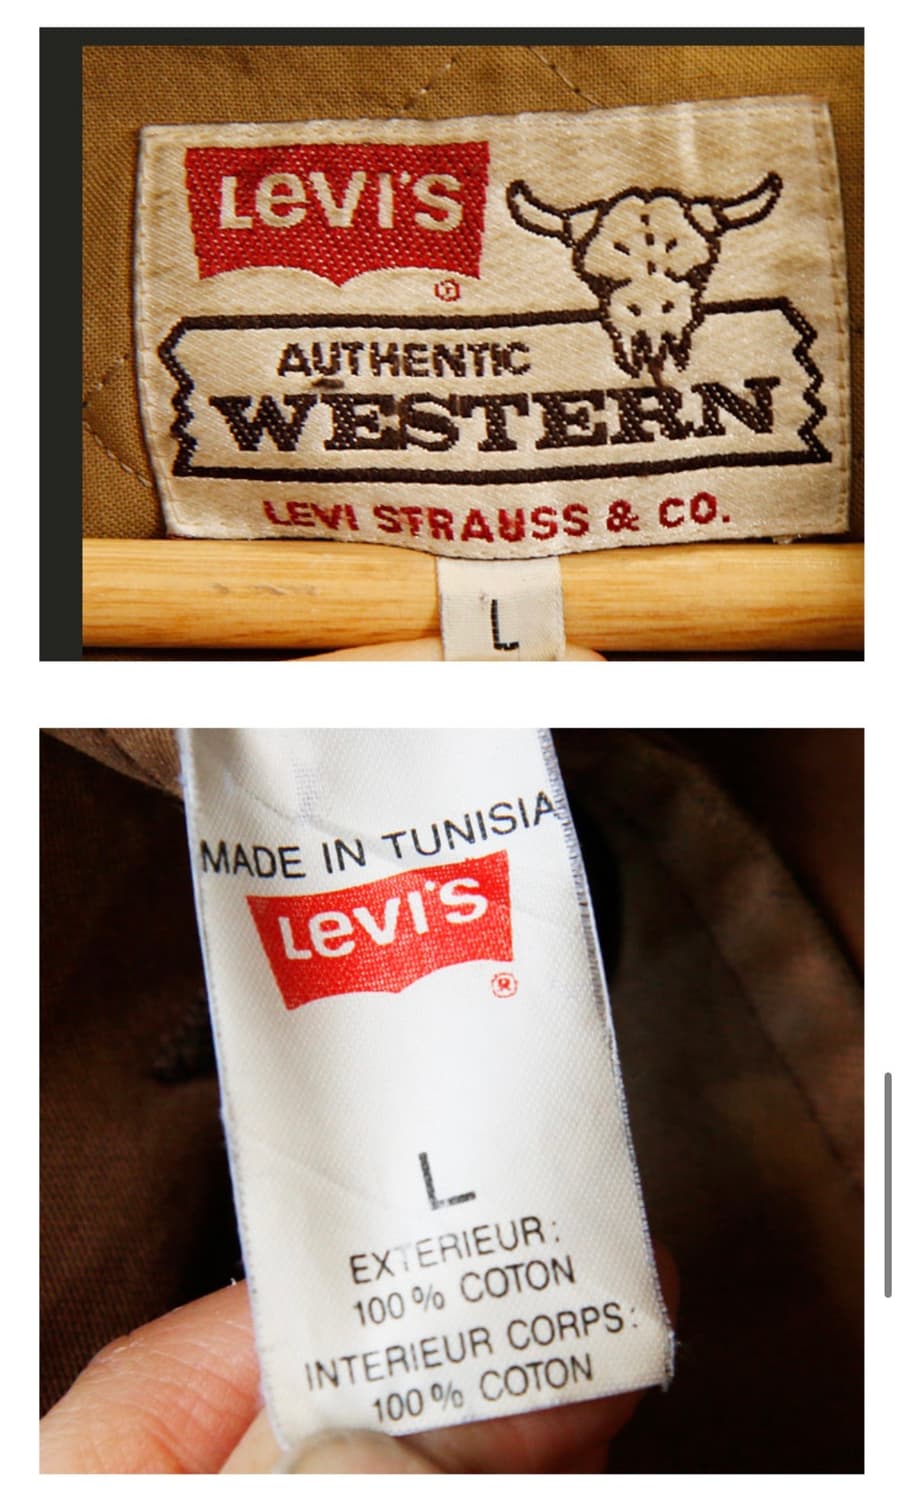 LEVI'S
®
AUTHENTIC
WESTERN
LEVI STRAUSS & CO.
L
MADE IN TUNISIA
LEVI'S
®
L
EXTERIEUR:
100% COTON
INTERIEUR CORPS:
100% COTON